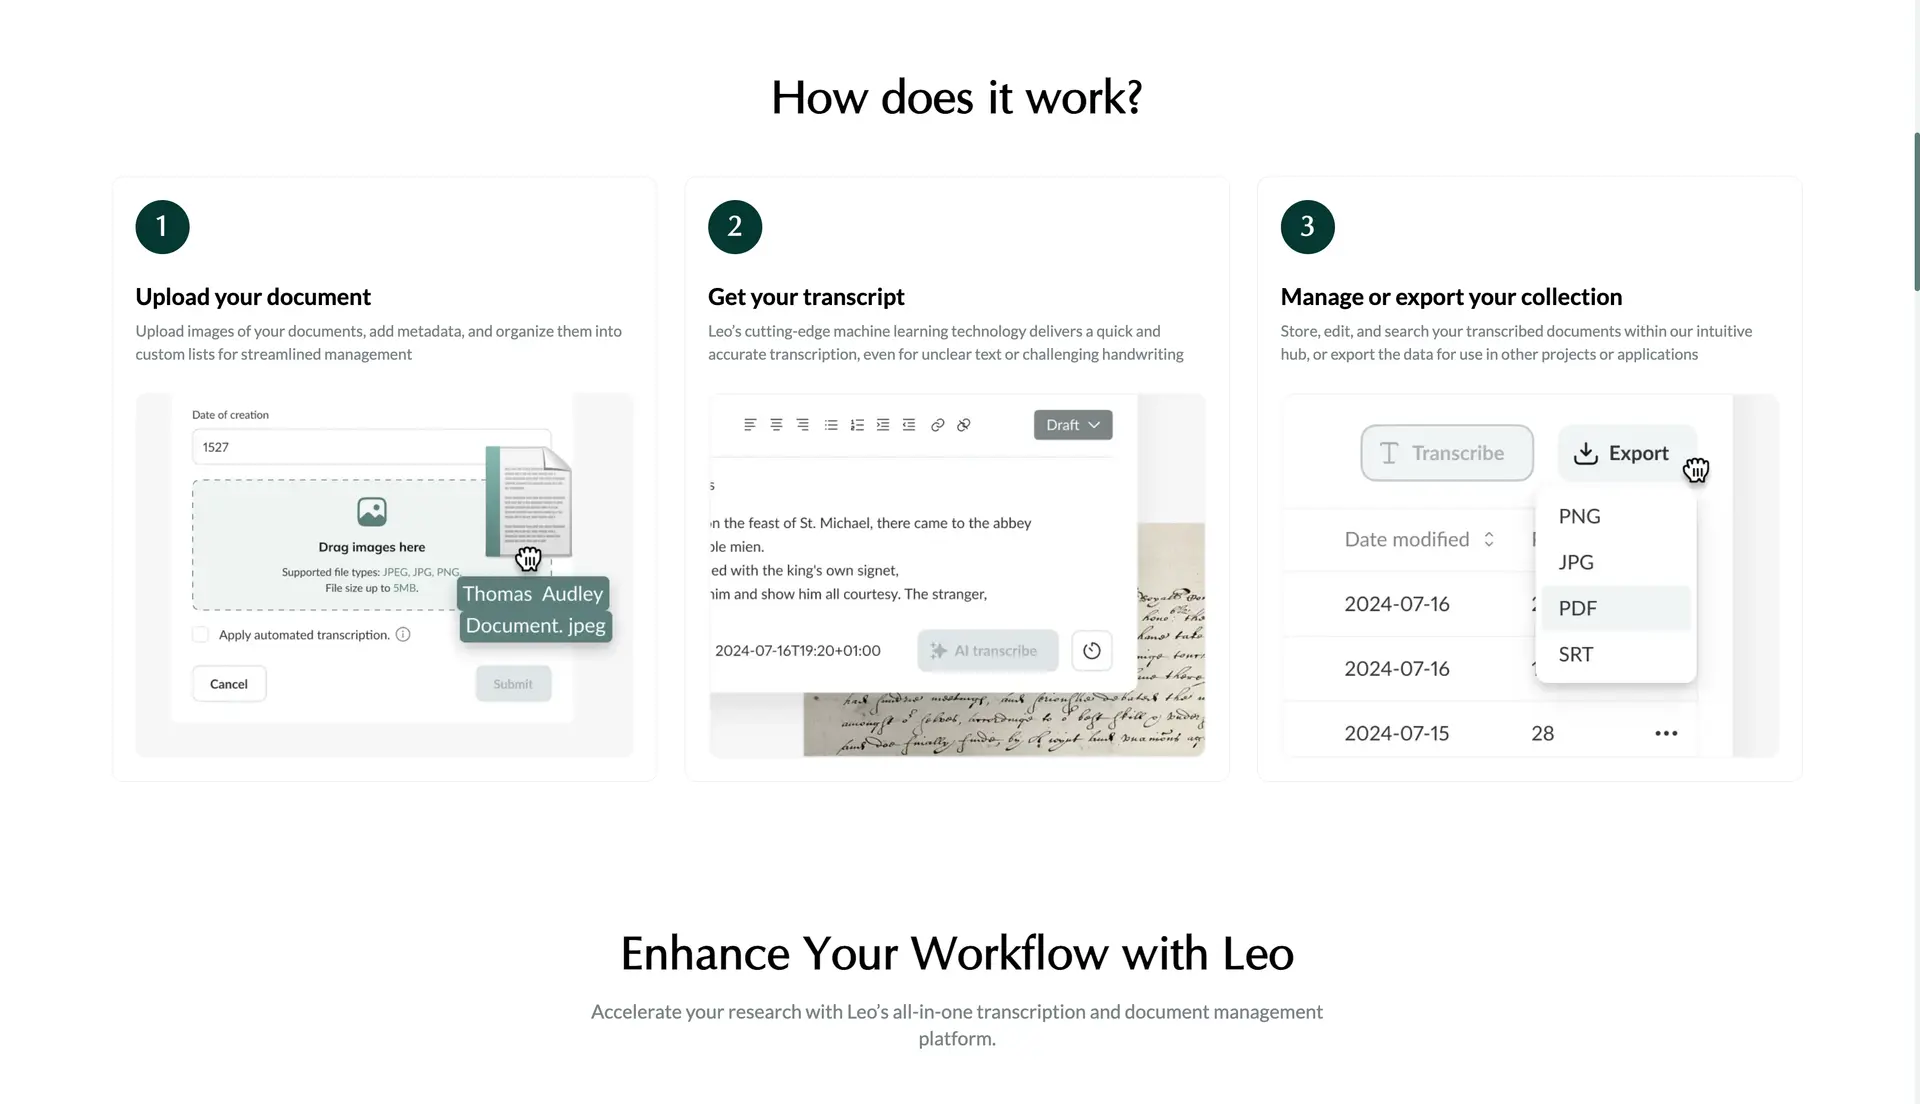 How does it work?
1
Upload your document
Upload images of your documents, add metadata, and organize them into
custom lists for streamlined management
Date of creation
1527
Drag images here
Supported file types: JPEG, JPG, PNG,
File size up to 5MB.
Thomas Audley
Document. jpeg
Apply automated transcription.
Cancel
Submit
2
Get your transcript
Leo’s cutting-edge machine learning technology delivers a quick and
accurate transcription, even for unclear text or challenging handwriting
Draft
s
n the feast of St. Michael, there came to the abbey
ole mien.
ed with the king's own signet,
him and show him all courtesy. The stranger,
2024-07-16T19:20+01:00
AI transcribe
3
Manage or export your collection
Store, edit, and search your transcribed documents within our intuitive
hub, or export the data for use in other projects or applications
Transcribe
Export
PNG
JPG
PDF
SRT
Date modified
2024-07-16
2024-07-16
2024-07-15
28
Enhance Your Workflow with Leo
Accelerate your research with Leo’s all-in-one transcription and document management
platform.